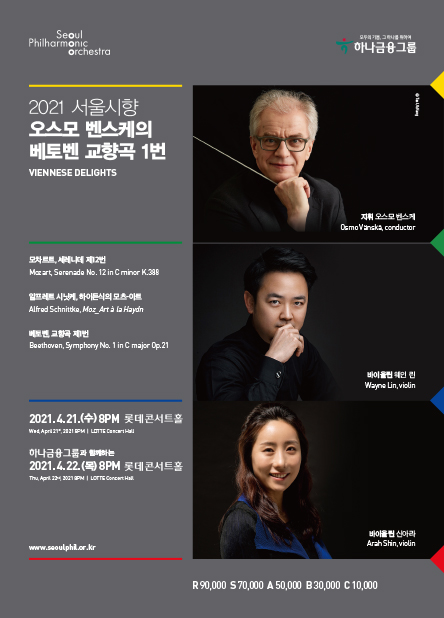 Seoul
Philharmonic
Orchestra
모두의 기쁨, 그 하나를 위하여
하나금융그룹
2021 서울시향
오스모 벤스케의
베토벤 교향곡 1번
VIENNESE DELIGHTS
지휘 오스모 벤스케
Osmo Vänskä, conductor
모차르트, 세레나데 제12번
Mozart, Serenade No. 12 in C minor K.388
알프레트 시닛케, 하이든식의 모츠-아트
Alfred Schnittke, Moz_Art à la Haydn
베토벤, 교향곡 제1번
Beethoven, Symphony No. 1 in C major Op.21
바이올린 웨인 린
Wayne Lin, violin
2021.4.21.(수) 8PM 롯데콘서트홀
Wed, April 21st, 2021 8PM | LOTTE Concert Hall
하나금융그룹과 함께하는
2021.4.22.(목) 8PM 롯데콘서트홀
Thu, April 22nd, 2021 8PM | LOTTE Concert Hall
바이올린 신아라
Arah Shin, violin
www.seoulphil.or.kr
R 90,000 S 70,000 A 50,000 B 30,000 C 10,000